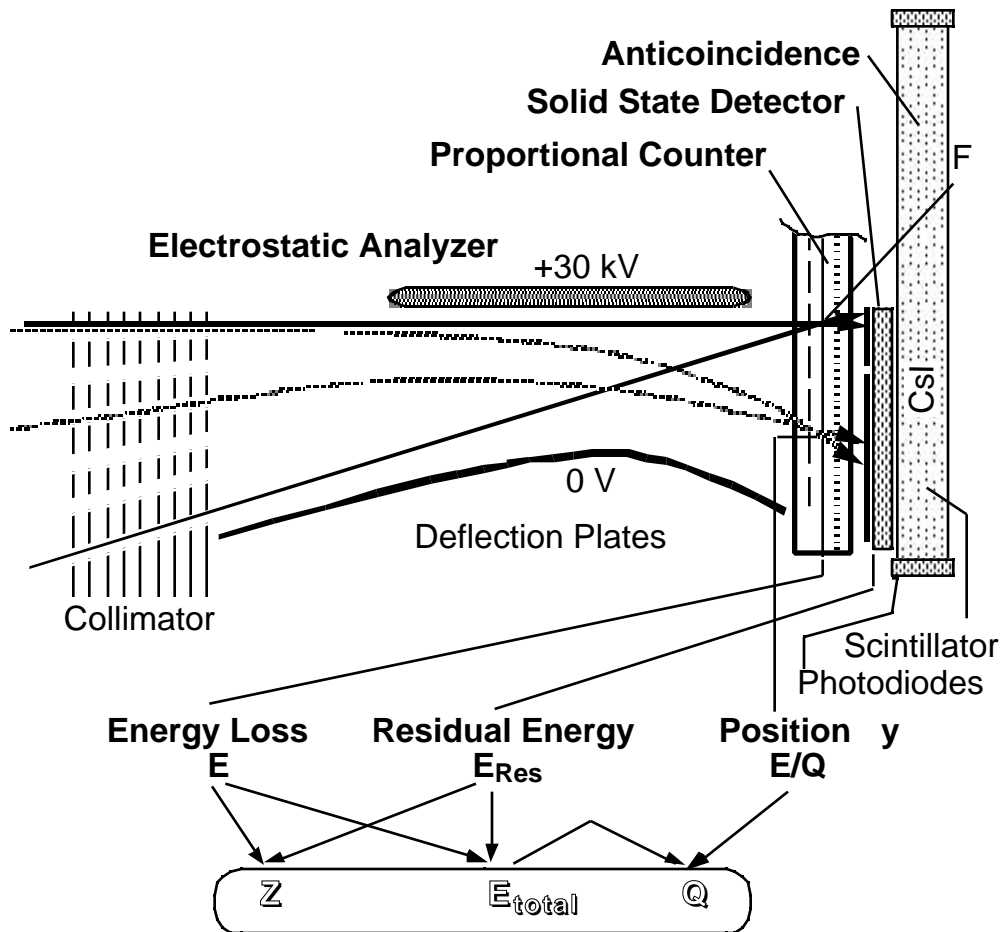 Anticoincidence
Solid State Detector
Proportional Counter
F
Electrostatic Analyzer
+30 kV
CsI
0 V
Deflection Plates
Collimator
Scintillator
Photodiodes
Energy Loss
E
Residual Energy
ERes
Position y
E/Q
Z
Etotal
Q